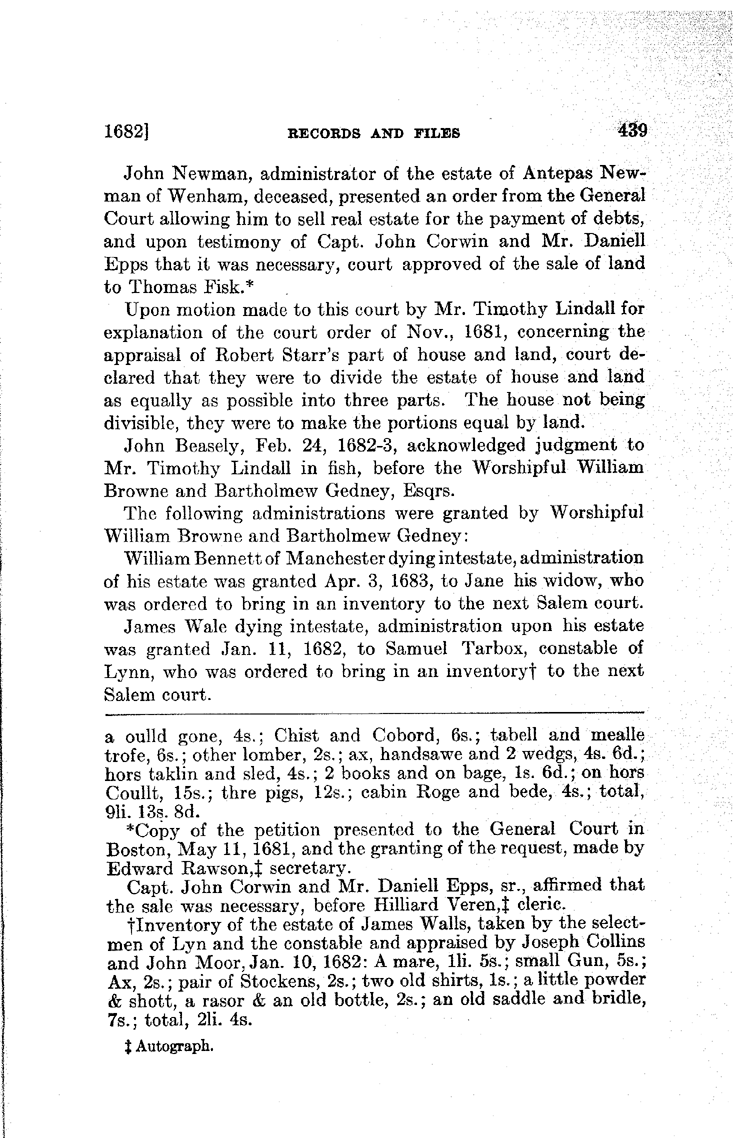 1682] RECORDS AND FILES 439
John Newman, administrator of the estate of Antepas New-
man of Wenham, deceased, presented an order from the General
Court allowing him to sell real estate for the payment of debts,
and upon testimony of Capt. John Corwin and Mr. Daniell
Epps that it was necessary, court approved of the sale of land
to Thomas Fisk.*
Upon motion made to this court by Mr. Timothy Lindall for
explanation of the court order of Nov., 1681, concerning the
appraisal of Robert Starr's part of house and land, court de-
clared that they were to divide the estate of house and land
as equally as possible into three parts. The house not being
divisible, they were to make the portions equal by land.
John Beasely, Feb. 24, 1682-3, acknowledged judgment to
Mr. Timothy Lindall in fish, before the Worshipful William
Browne and Bartholmew Gedney, Esqrs.
The following administrations were granted by Worshipful
William Browne and Bartholmew Gedney:
William Bennett of Manchester dying intestate, administration
of his estate was granted Apr. 3, 1683, to Jane his widow, who
was ordered to bring in an inventory to the next Salem court.
James Wale dying intestate, administration upon his estate
was granted Jan. 11, 1682, to Samuel Tarbox, constable of
Lynn, who was ordered to bring in an inventory† to the next
Salem court.
a oulld gone, 4s.; Chist and Cobord, 6s.; tabell and mealle
trofe, 6s.; other lomber, 2s.; ax, handsawe and 2 wedgs, 4s. 6d.;
hors taklin and sled, 4s.; 2 books and on bage, 1s. 6d.; on hors
Coullt, 15s.; thre pigs, 12s.; cabin Roge and bede, 4s.; total,
9li. 13s. 8d.
*Copy of the petition presented to the General Court in
Boston, May 11, 1681, and the granting of the request, made by
Edward Rawson,‡ secretary.
Capt. John Corwin and Mr. Daniell Epps, sr., affirmed that
the sale was necessary, before Hilliard Veren,‡ cleric.
†Inventory of the estate of James Walls, taken by the select-
men of Lyn and the constable and appraised by Joseph Collins
and John Moor, Jan. 10, 1682: A mare, 1li. 5s.; small Gun, 5s.;
Ax, 2s.; pair of Stockens, 2s.; two old shirts, 1s.; a little powder
& shott, a rasor & an old bottle, 2s.; an old saddle and bridle,
7s.; total, 2li. 4s.
‡ Autograph.